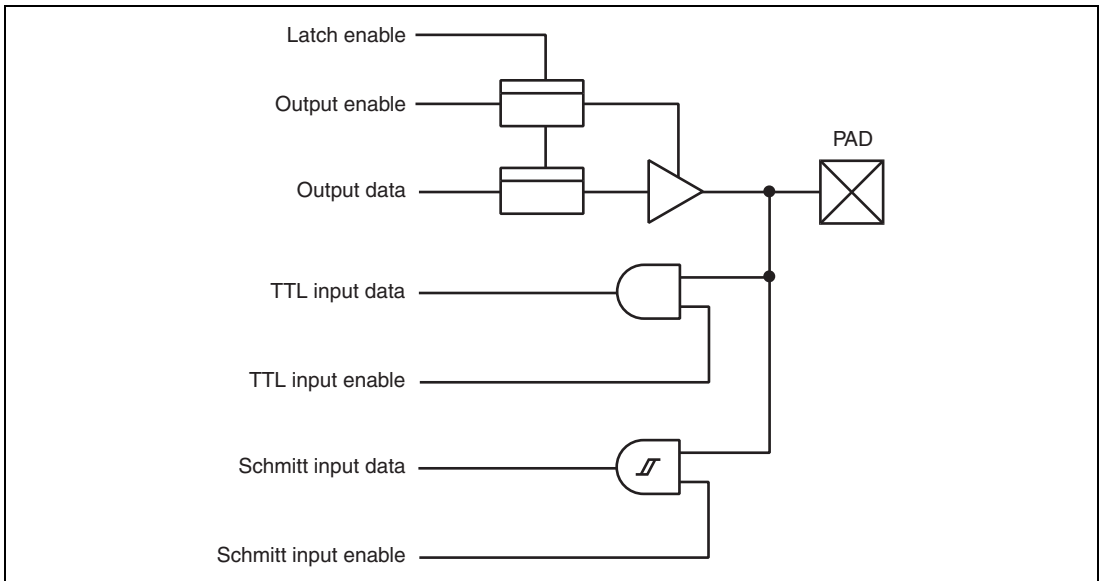 Latch enable
Output enable
PAD
Output data
TTL input data
TTL input enable
Schmitt input data
Schmitt input enable